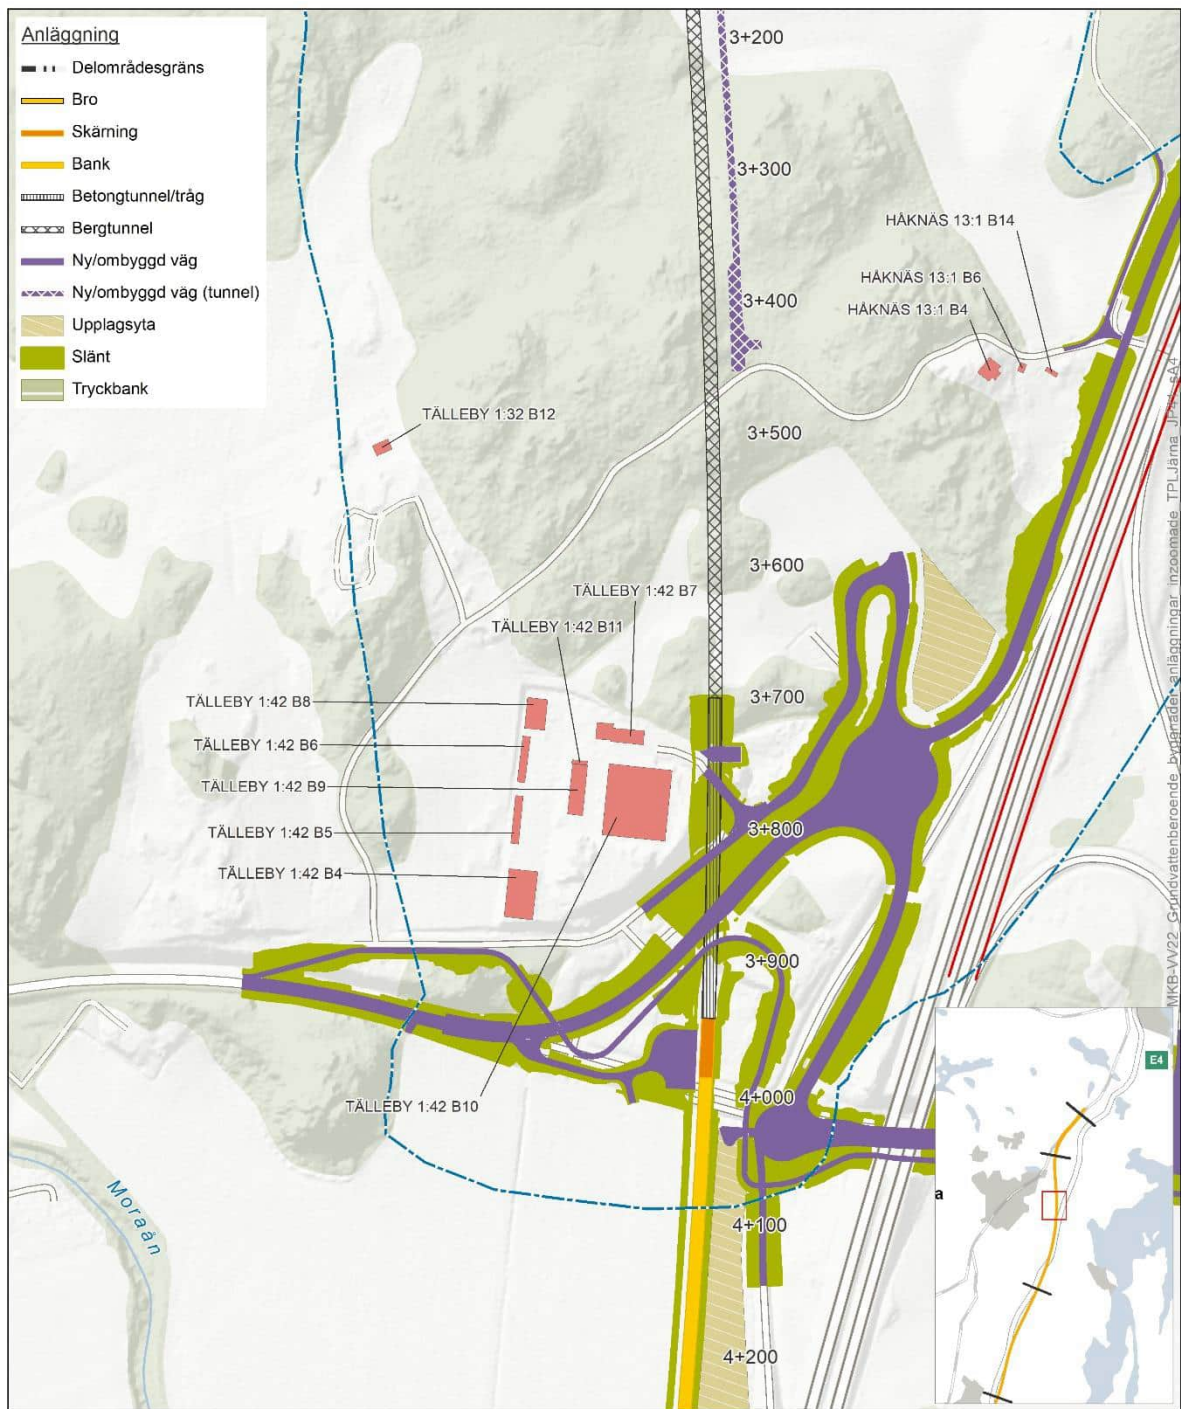 Anläggning
Delområdesgräns
Bro
Skärning
Bank
Betongtunnel/tråg
Bergtunnel
Ny/ombyggd väg
Ny/ombyggd väg (tunnel)
Upplagsyta
Slänt
Tryckbank
3+200
3+300
3+400
3+500
3+600
3+700
3+800
3+900
4+000
4+100
4+200
HÅKNÄS 13:1 B14
HÅKNÄS 13:1 B6
HÅKNÄS 13:1 B4
TÄLLEBY 1:32 B12
TÄLLEBY 1:42 B7
TÄLLEBY 1:42 B11
TÄLLEBY 1:42 B8
TÄLLEBY 1:42 B6
TÄLLEBY 1:42 B9
TÄLLEBY 1:42 B5
TÄLLEBY 1:42 B4
TÄLLEBY 1:42 B10
Moraån
E4
a
MKB-VV22_Grundvattenberoende_byggnader_anläggningar_inzoomade_TPLJärna